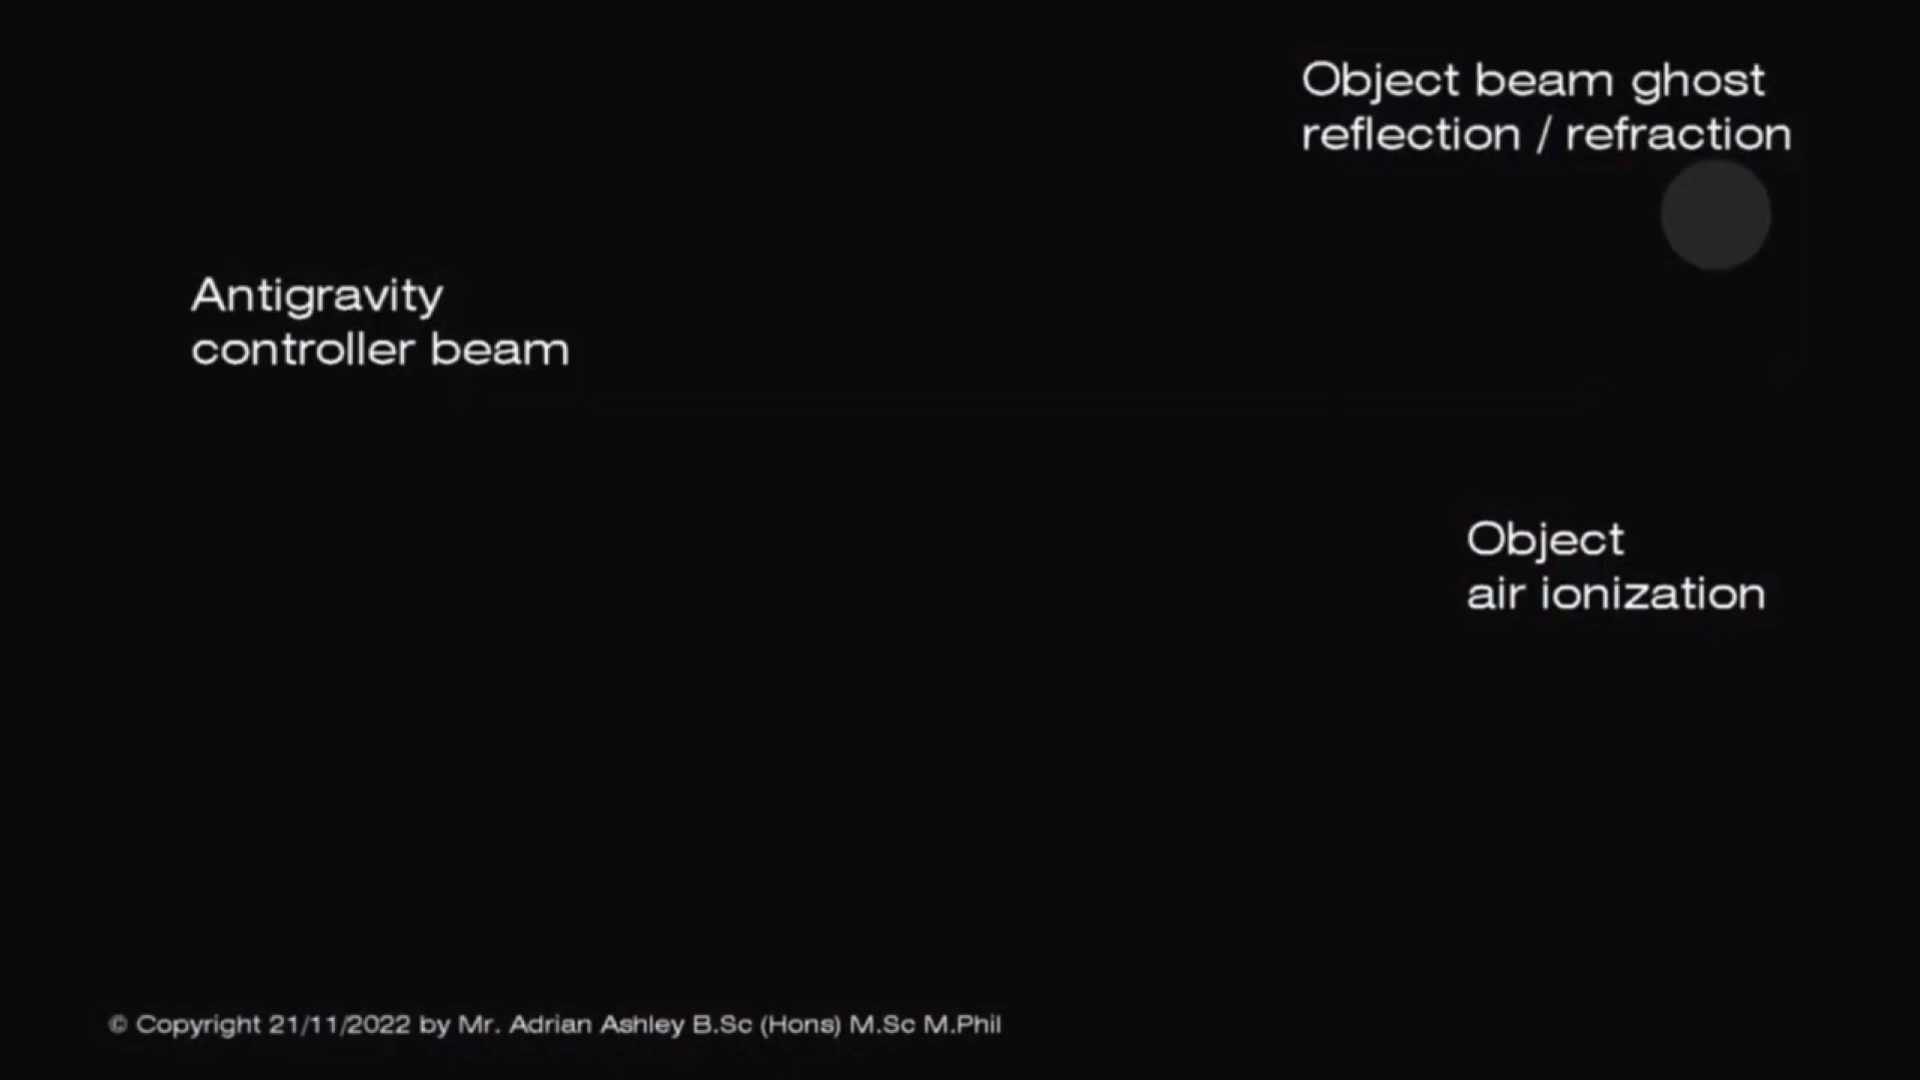 Object beam ghost
reflection / refraction
Antigravity
controller beam
Object
air ionization
© Copyright 21/11/2022 by Mr. Adrian Ashley B.Sc (Hons) M.Sc M.Phil